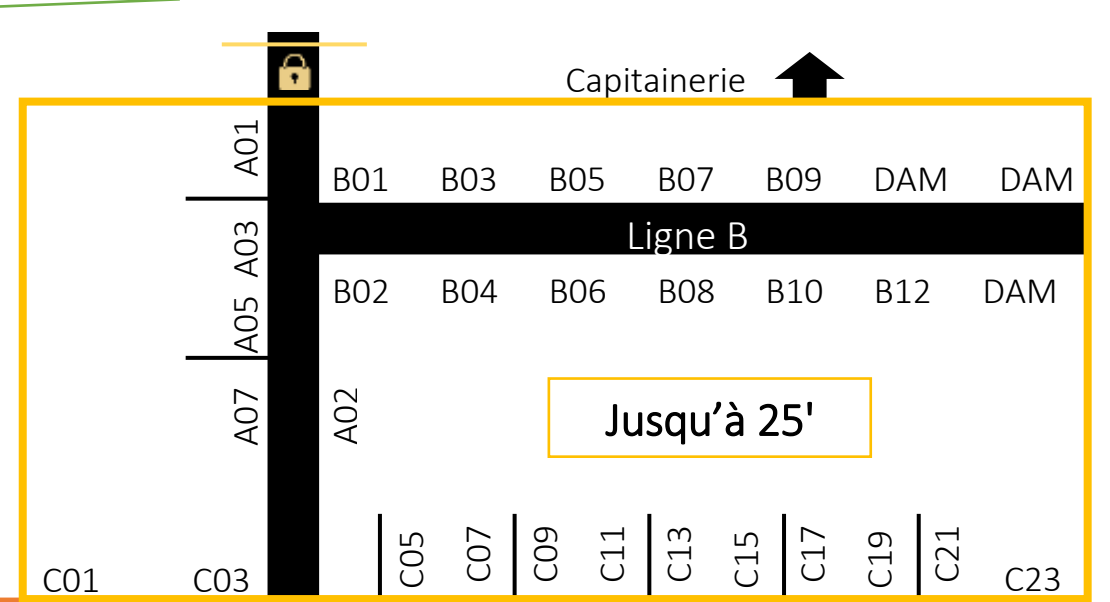 Capitainerie
A01
B01 B03 B05 B07 B09 DAM DAM
Ligne B
A03
B02 B04 B06 B08 B10 B12 DAM
A05
A07 A02
Jusqu’à 25'
C05 C07 C09 C11 C13 C15 C17 C19 C21
C01 C03 C23